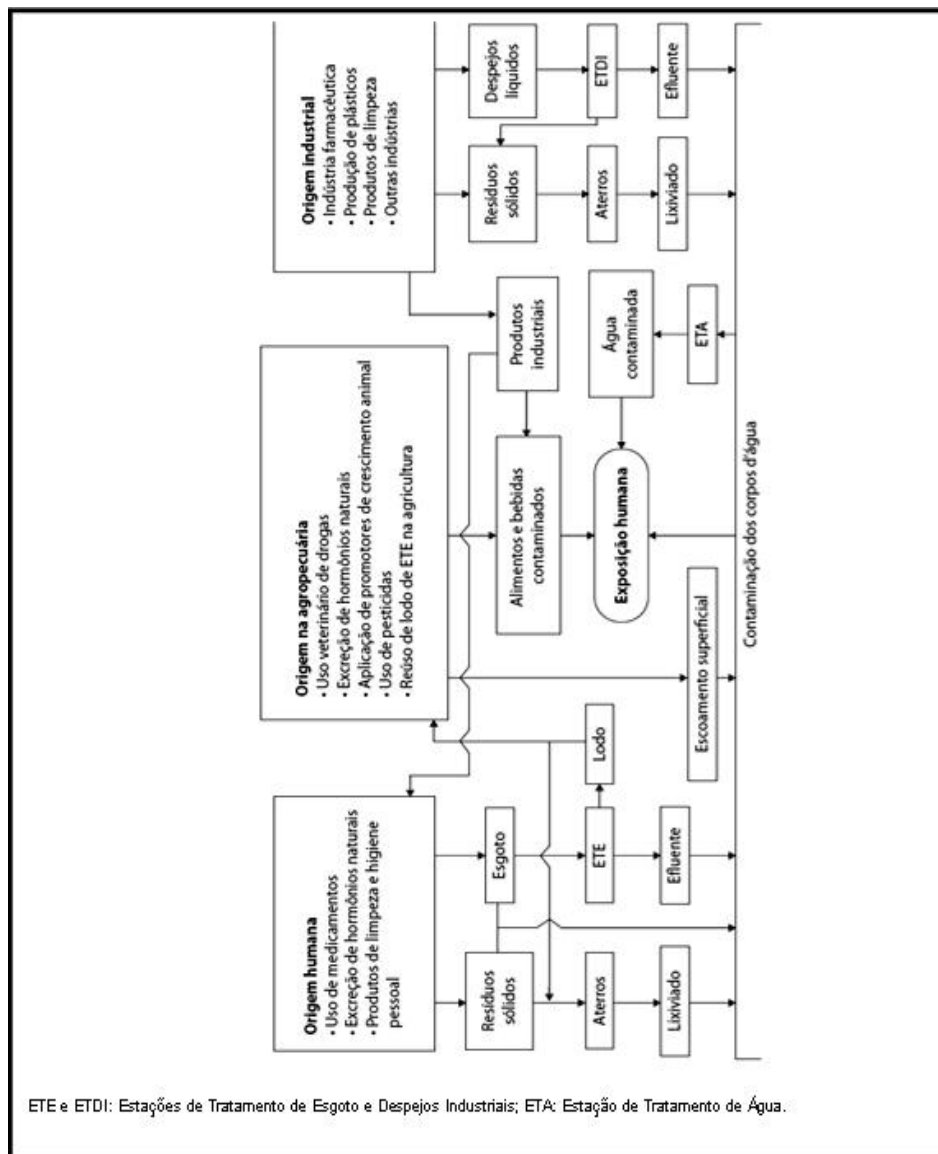 Origem humana
• Uso de medicamentos
• Excreção de hormônios naturais
• Produtos de limpeza e higiene
pessoal
Origem na agropecuária
• Uso veterinário de drogas
• Excreção de hormônios naturais
• Aplicação de promotores de crescimento animal
• Uso de pesticidas
• Reúso de lodo de ETE na agricultura
Origem industrial
• Indústria farmacêutica
• Produção de plásticos
• Produtos de limpeza
• Outras indústrias
Resíduos
sólidos
Esgoto
Alimentos e bebidas
contaminados
Produtos
industriais
Resíduos
sólidos
Despejos
líquidos
Aterros
ETE
Lodo
Exposição humana
Água
contaminada
Aterros
ETDI
Lixiviado
Efluente
Escoamento superficial
ETA
Lixiviado
Efluente
Contaminação dos corpos d'água
ETE e ETDI: Estações de Tratamento de Esgoto e Despejos Industriais; ETA: Estação de Tratamento de Água.